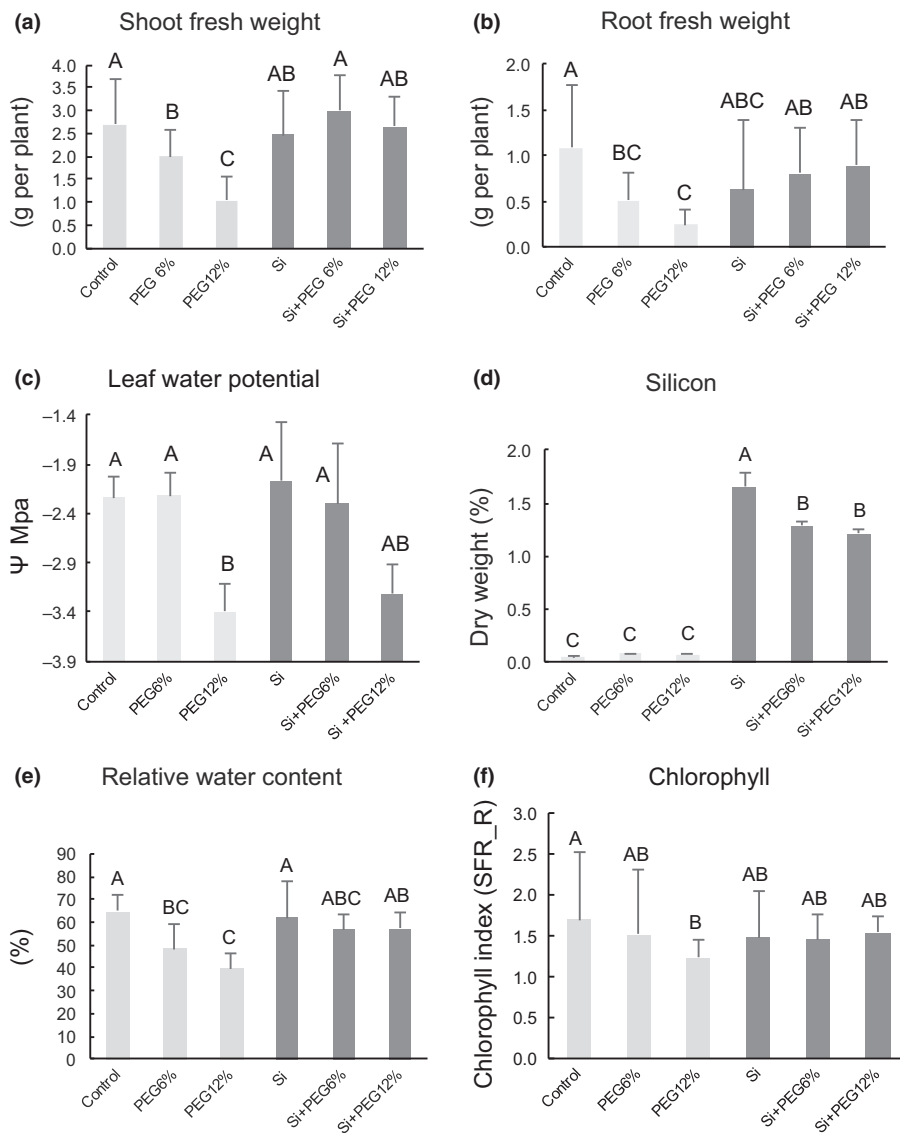 (a) Shoot fresh weight
(g per plant)
4.0
3.5
3.0
2.5
2.0
1.5
1.0
0.5
0.0
A
B
C
AB
A
AB
Control
PEG 6%
PEG12%
Si
Si+PEG 6%
Si+PEG 12%
(b) Root fresh weight
(g per plant)
2.0
1.5
1.0
0.5
0.0
A
BC
C
ABC
AB
AB
Control
PEG 6%
PEG12%
Si
Si+PEG 6%
Si+PEG 12%
(c) Leaf water potential
Ψ Mpa
–1.4
–1.9
–2.4
–2.9
–3.4
–3.9
A
A
B
A
A
AB
Control
PEG6%
PEG12%
Si
Si+PEG6%
Si +PEG12%
(d) Silicon
Dry weight (%)
2.0
1.5
1.0
0.5
0.0
C
C
C
A
B
B
Control
PEG6%
PEG12%
Si
Si+PEG6%
Si+PEG12%
(e) Relative water content
(%)
90
80
70
60
50
40
30
20
10
0
A
BC
C
A
ABC
AB
Control
PEG6%
PEG12%
Si
Si+PEG6%
Si+PEG12%
(f) Chlorophyll
Chlorophyll index (SFR_R)
3.0
2.5
2.0
1.5
1.0
0.5
0.0
A
AB
B
AB
AB
AB
Control
PEG6%
PEG12%
Si
Si+PEG6%
Si+PEG12%